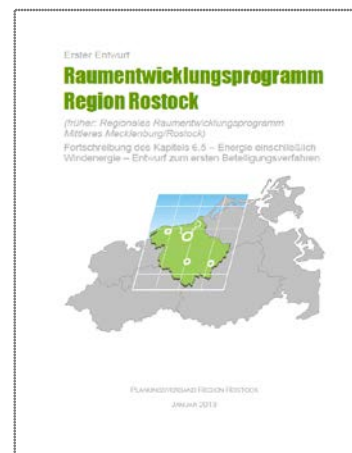 Erster Entwurf
Raumentwicklungsprogramm
Region Rostock
(früher: Regionales Raumentwicklungsprogramm
Mittleres Mecklenburg/Rostock)
Fortschreibung des Kapitels 6.5 – Energie einschließlich
Windenergie – Entwurf zum ersten Beteiligungsverfahren
PLANUNGSVERBAND REGION ROSTOCK
JANUAR 2013